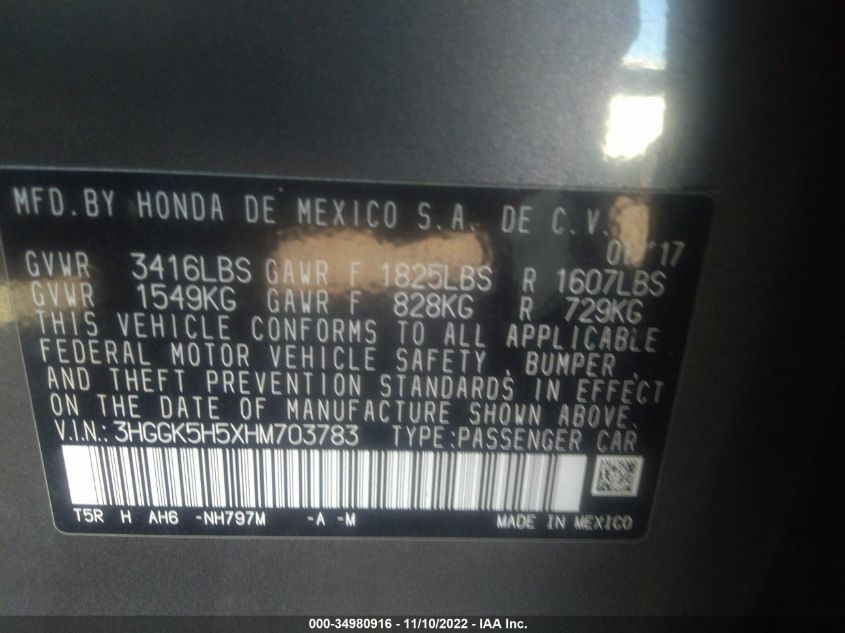 MFD.BY HONDA DE MEXICO S.A. DE C.V.
GVWR 3416LBS GAWR F 1825LBS R 1607LBS
GVWR 1549KG GAWR F 828KG R 729KG
THIS VEHICLE CONFORMS TO ALL APPLICABLE
FEDERAL MOTOR VEHICLE SAFETY, BUMPER,
AND THEFT PREVENTION STANDARDS IN EFFECT
ON THE DATE OF MANUFACTURE SHOWN ABOVE.
V.I.N.: 3HGGK5H5XHM703783 TYPE:PASSENGER CAR
T5R H AH6 -NH797M -A -M MADE IN MEXICO
000-34980916 - 11/10/2022 - IAA Inc.